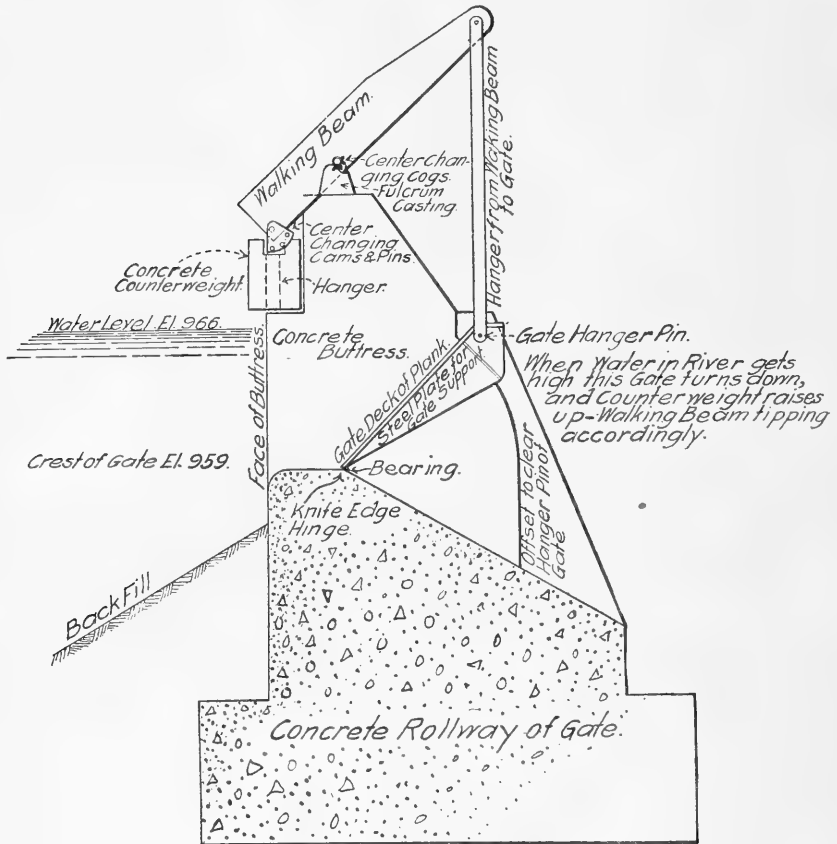 Walking Beam.
Center Chan-
ging Cogs.
Fulcrum
Casting.
Hanger from Waking Beam
to Gate.
Center
Changing
Cams & Pins.
Concrete
Counterweight.
Hanger.
Water Level El. 966.
Face of Buttress.
Concrete
Buttress.
Gate Deck of Plank.
Steel Plate for
Gate Support
Gate Hanger Pin.
When Water in River gets
high this Gate turns down,
and Counter weight raises
up-Walking Beam tipping
accordingly.
Crest of Gate El. 959.
Bearing.
Knife Edge
Hinge.
Offset to clear
Hanger Pin of
Gate
Back Fill
Concrete Rollway of Gate.